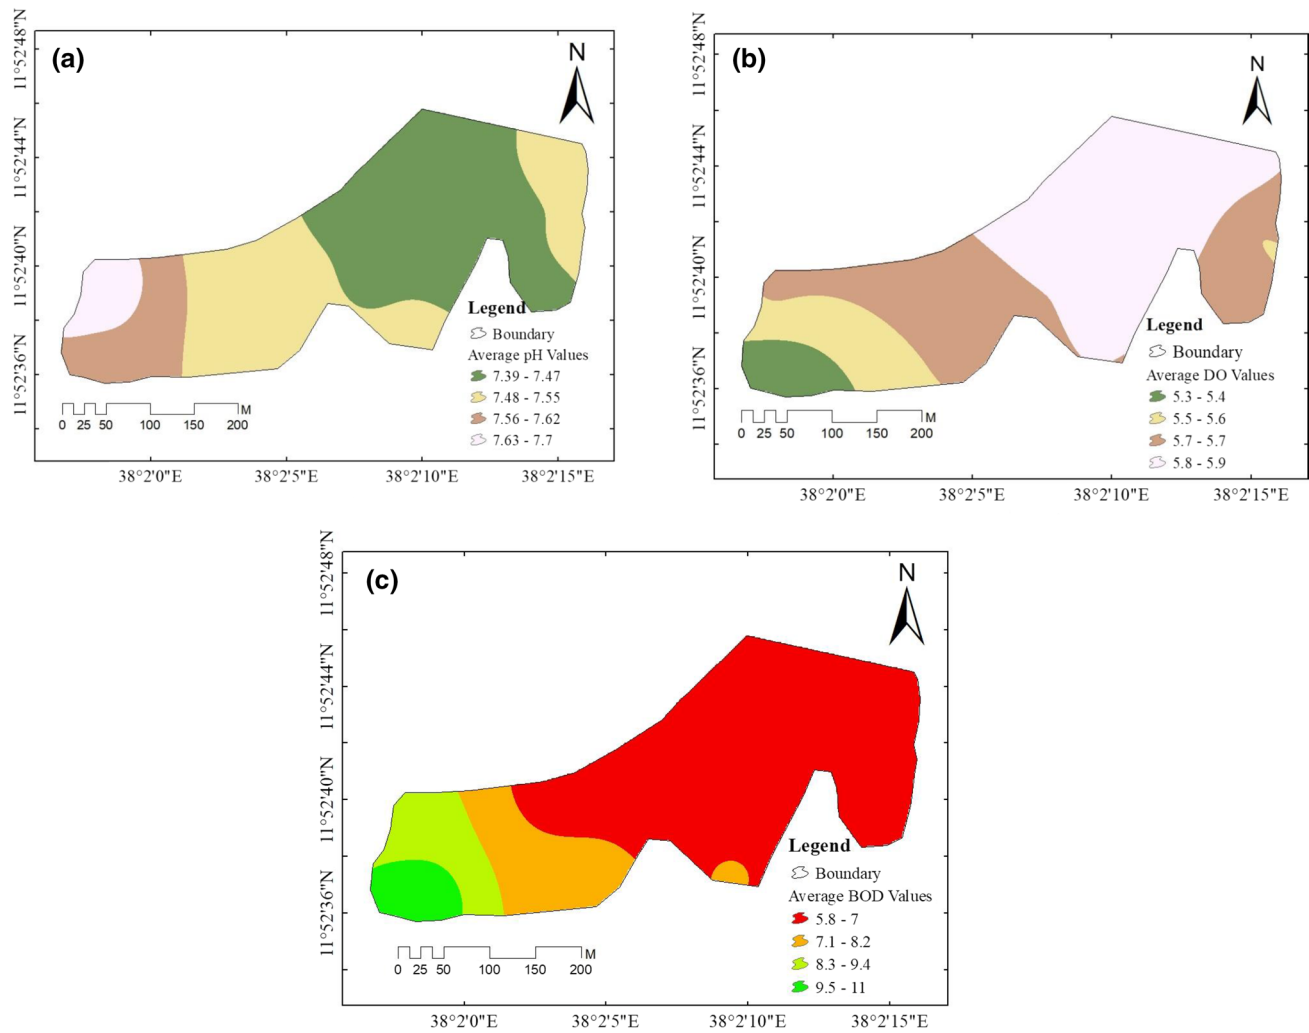 (a)
N
11°52'48"N
11°52'44"N
11°52'40"N
11°52'36"N
Legend
Boundary
Average pH Values
7.39 - 7.47
7.48 - 7.55
7.56 - 7.62
7.63 - 7.7
M
0 25 50 100 150 200
38°2'0"E 38°2'5"E 38°2'10"E 38°2'15"E
(b)
N
11°52'48"N
11°52'44"N
11°52'40"N
11°52'36"N
Legend
Boundary
Average DO Values
5.3 - 5.4
5.5 - 5.6
5.7 - 5.7
5.8 - 5.9
M
0 25 50 100 150 200
38°2'0"E 38°2'5"E 38°2'10"E 38°2'15"E
(c)
N
11°52'48"N
11°52'44"N
11°52'40"N
11°52'36"N
Legend
Boundary
Average BOD Values
5.8 - 7
7.1 - 8.2
8.3 - 9.4
9.5 - 11
M
0 25 50 100 150 200
38°2'0"E 38°2'5"E 38°2'10"E 38°2'15"E